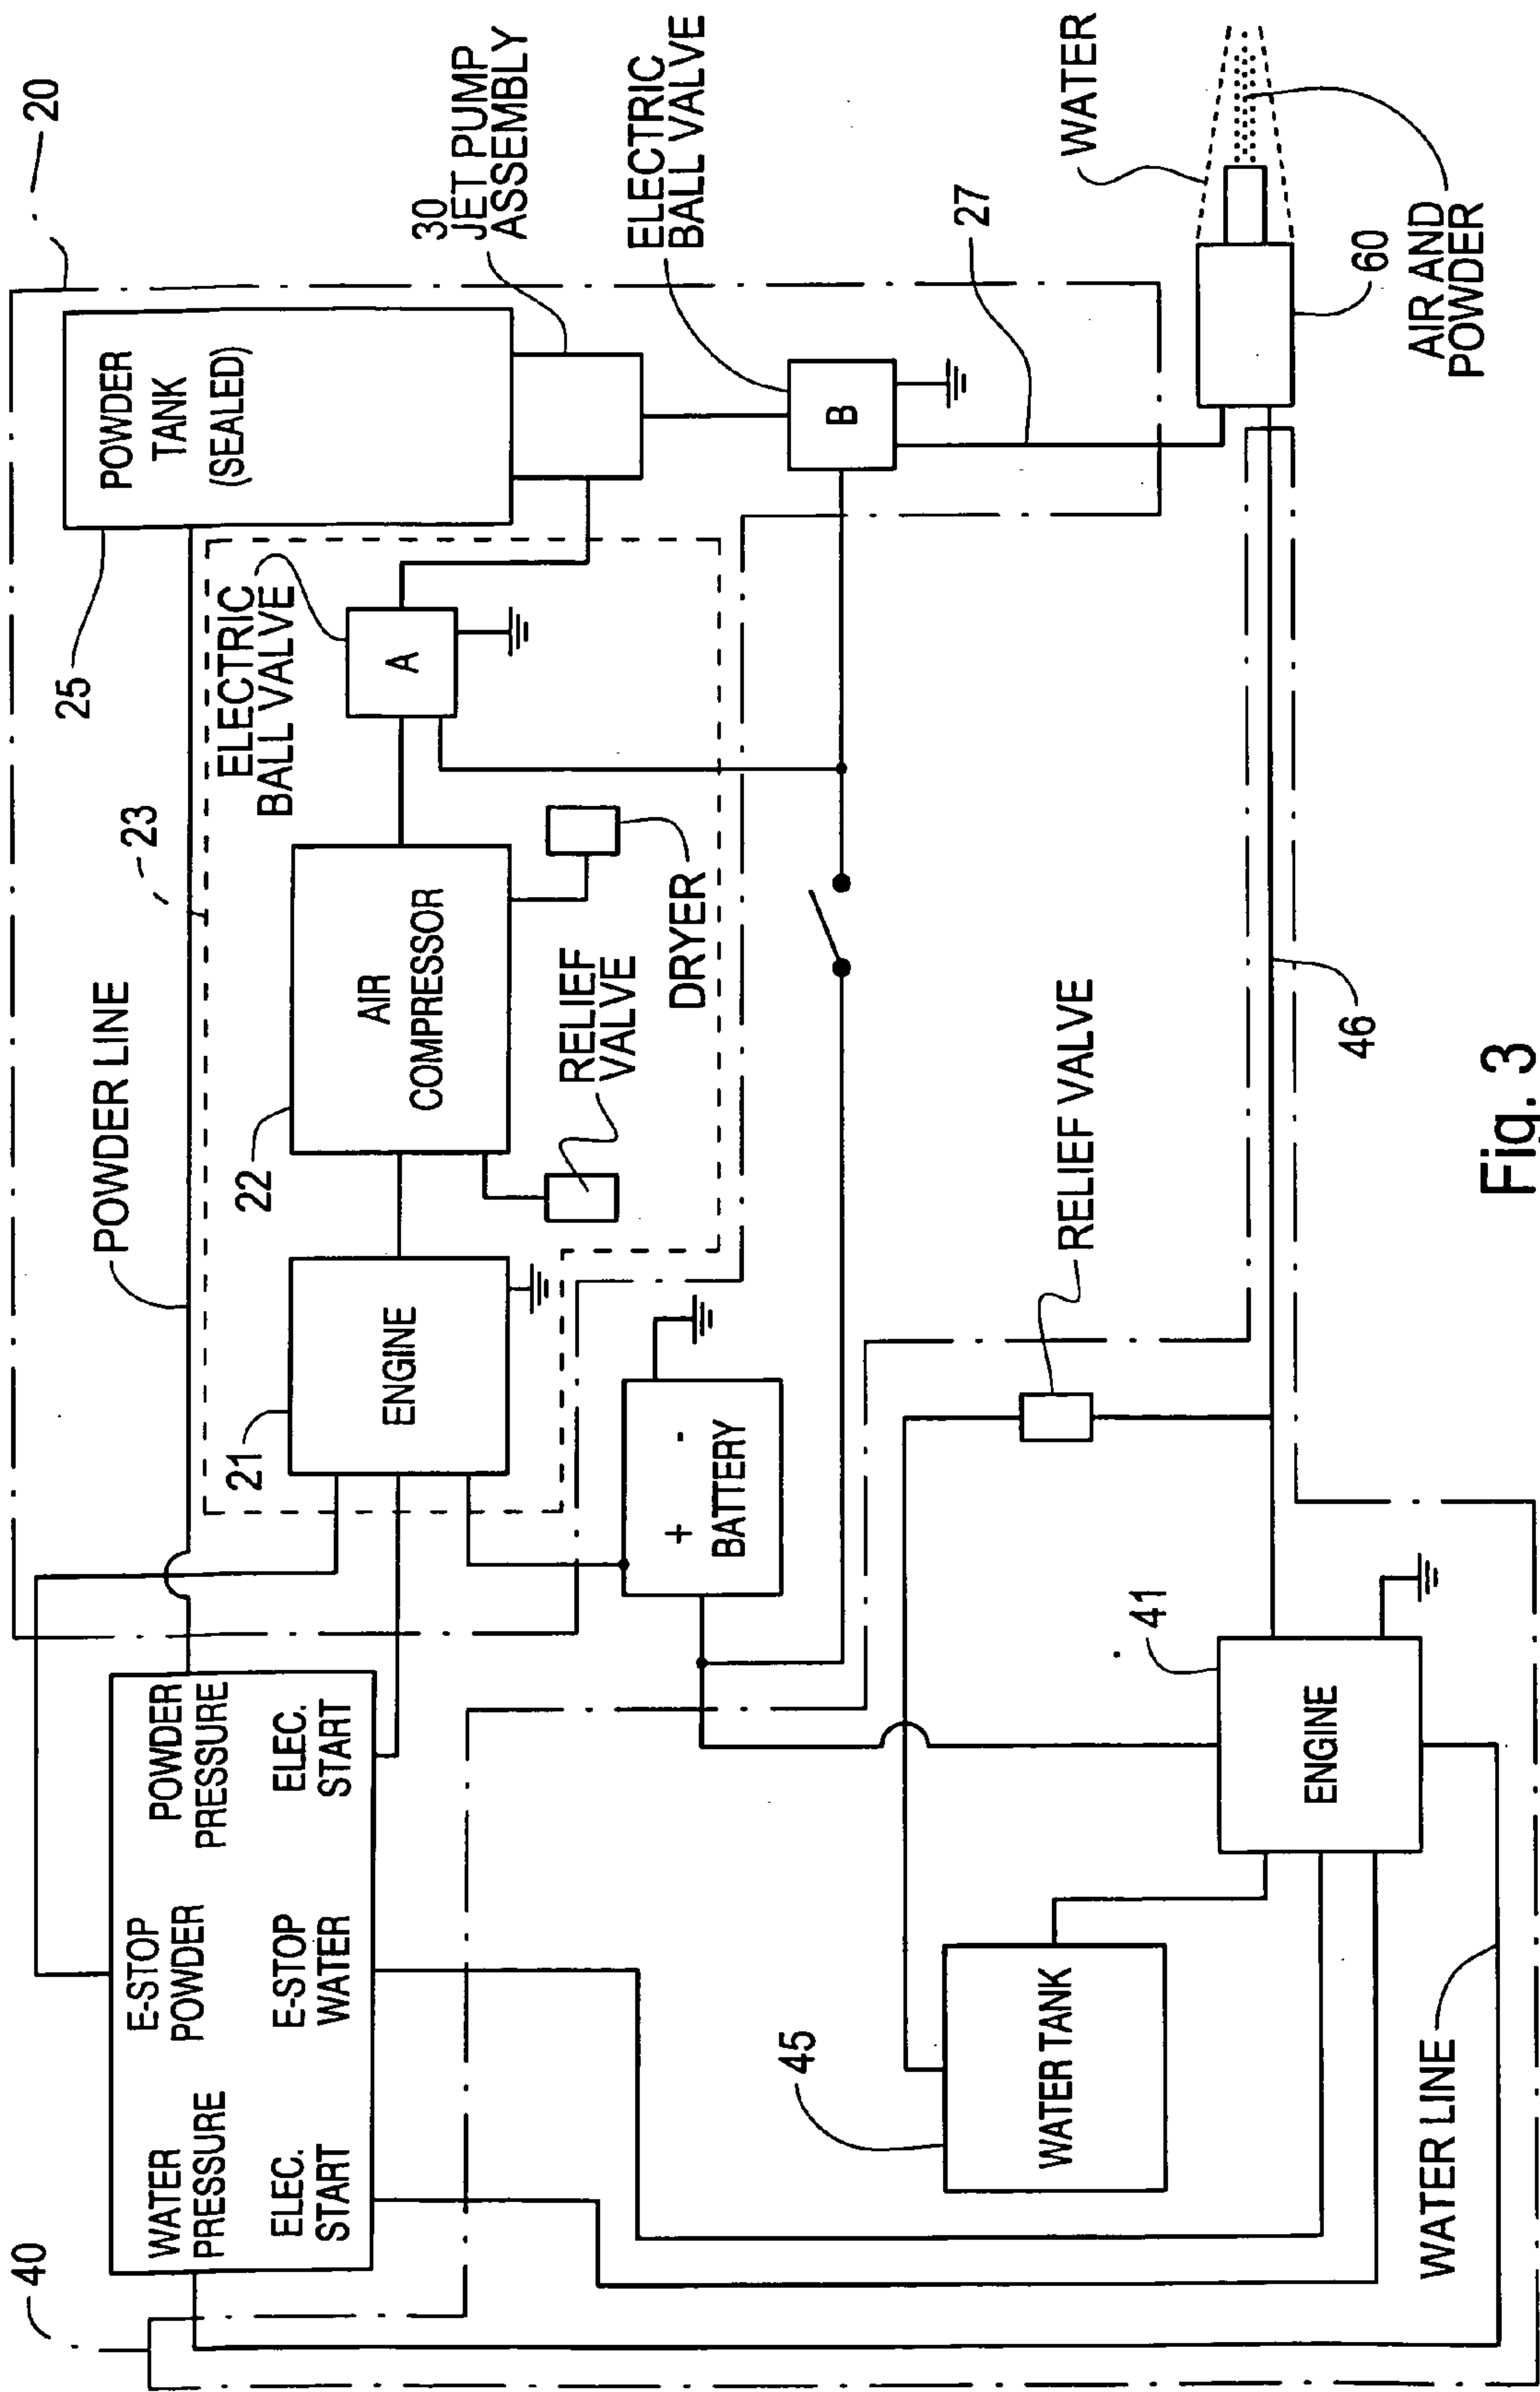 40
WATER
PRESSURE
E-STOP
POWDER
POWDER
PRESSURE
ELEC.
START
E-STOP
WATER
ELEC.
START
POWDER LINE
23
20
25
POWDER
TANK
(SEALED)
21
ENGINE
22
AIR
COMPRESSOR
ELECTRIC
BALL VALVE
A
30
JET PUMP
ASSEMBLY
RELIEF
VALVE
DRYER
ELECTRIC
BALL VALVE
B
+ -
BATTERY
27
45
WATER TANK
RELIEF VALVE
WATER
41
ENGINE
46
60
AIR AND
POWDER
WATER LINE
Fig. 3